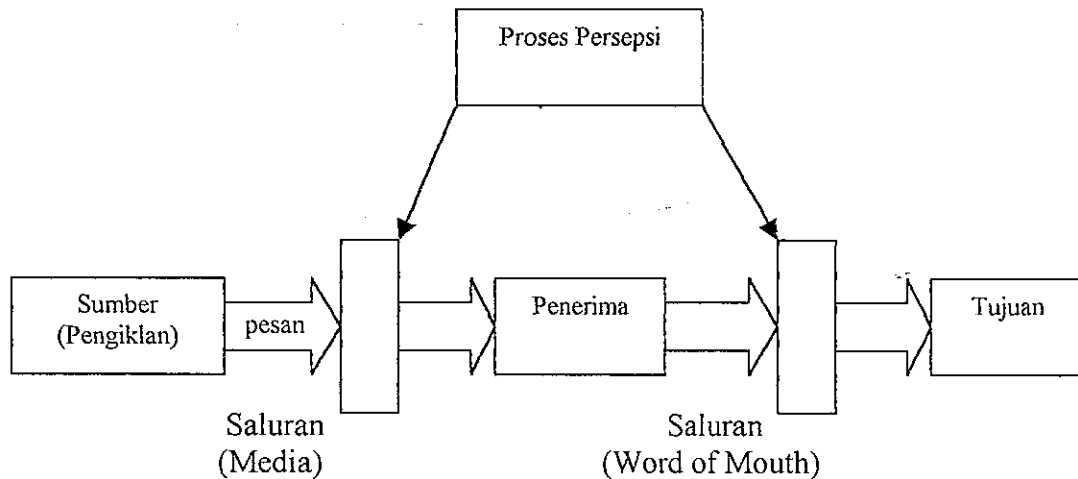 Proses Persepsi
Sumber
(Pengiklan)
pesan
Penerima
Tujuan
Saluran
(Media)
Saluran
(Word of Mouth)